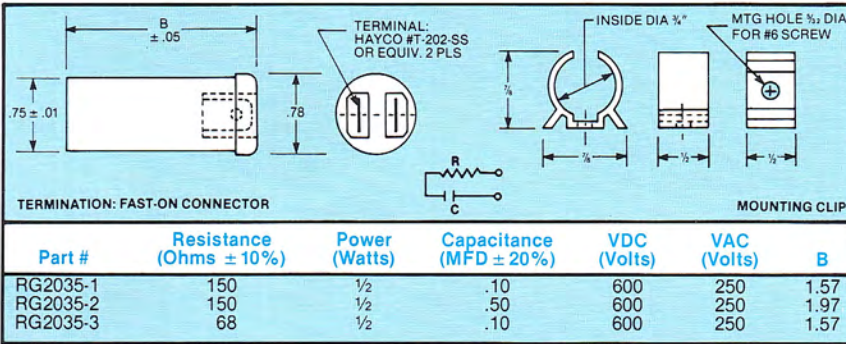 B
± .05
TERMINAL:
HAYCO #T-202-SS
OR EQUIV. 2 PLS
INSIDE DIA ¾"
MTG HOLE 5/32 DIA
FOR #6 SCREW
.75 ± .01
.78
⅞
⅞
½
½
R
C
TERMINATION: FAST-ON CONNECTOR
MOUNTING CLIP
Part # Resistance (Ohms ± 10%) Power (Watts) Capacitance (MFD ± 20%) VDC (Volts) VAC (Volts) B
RG2035-1 150 ½ .10 600 250 1.57
RG2035-2 150 ½ .50 600 250 1.97
RG2035-3 68 ½ .10 600 250 1.57